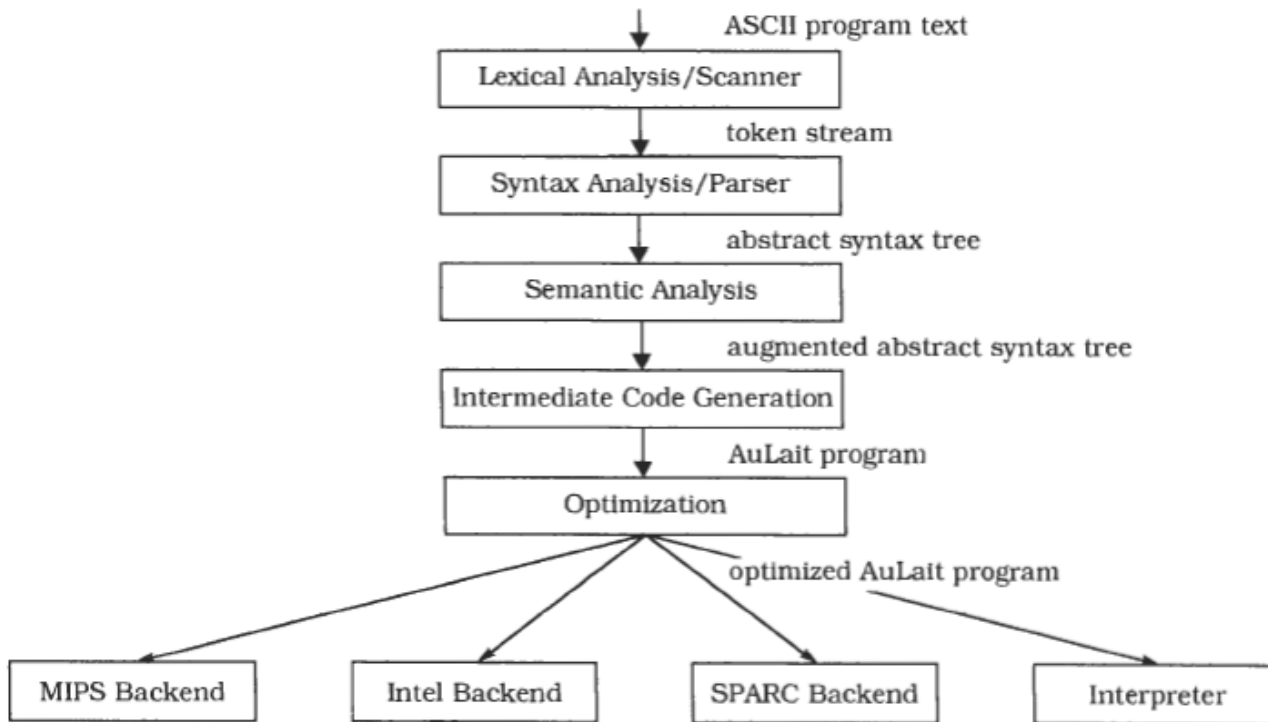 ASCII program text
Lexical Analysis/Scanner
token stream
Syntax Analysis/Parser
abstract syntax tree
Semantic Analysis
augmented abstract syntax tree
Intermediate Code Generation
AuLait program
Optimization
optimized AuLait program
MIPS Backend
Intel Backend
SPARC Backend
Interpreter